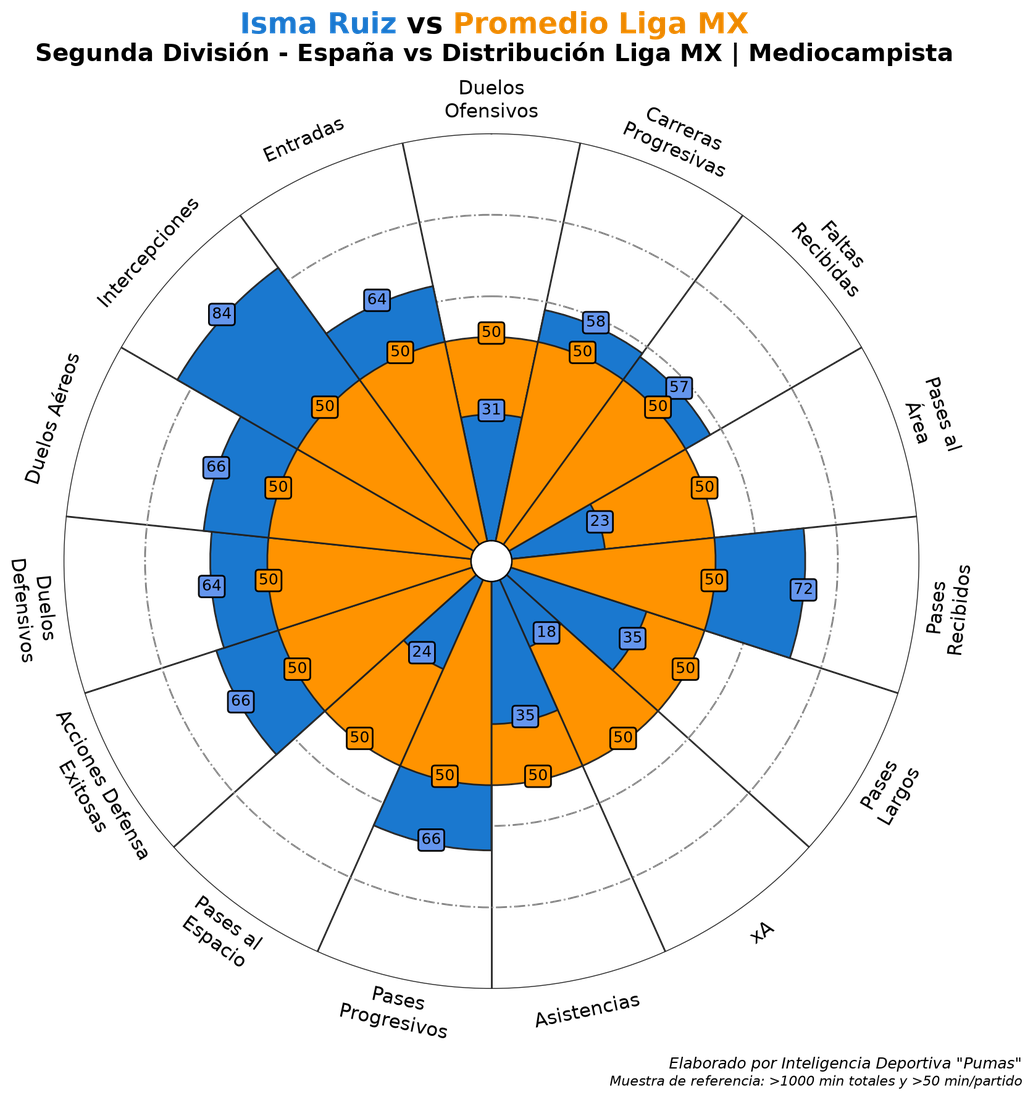 Isma Ruiz vs Promedio Liga MX
Segunda División - España vs Distribución Liga MX | Mediocampista
Duelos
Ofensivos
31
50
Carreras
Progresivas
58
50
Faltas
Recibidas
57
50
Pases al
Área
23
50
Pases
Recibidos
72
50
Pases
Largos
35
50
xA
18
50
Asistencias
35
50
Pases
Progresivos
66
50
Pases al
Espacio
24
50
Acciones Defensa
Exitosas
66
50
Duelos
Defensivos
64
50
Duelos Aéreos
66
50
Intercepciones
84
50
Entradas
64
50
Elaborado por Inteligencia Deportiva "Pumas"
Muestra de referencia: >1000 min totales y >50 min/partido